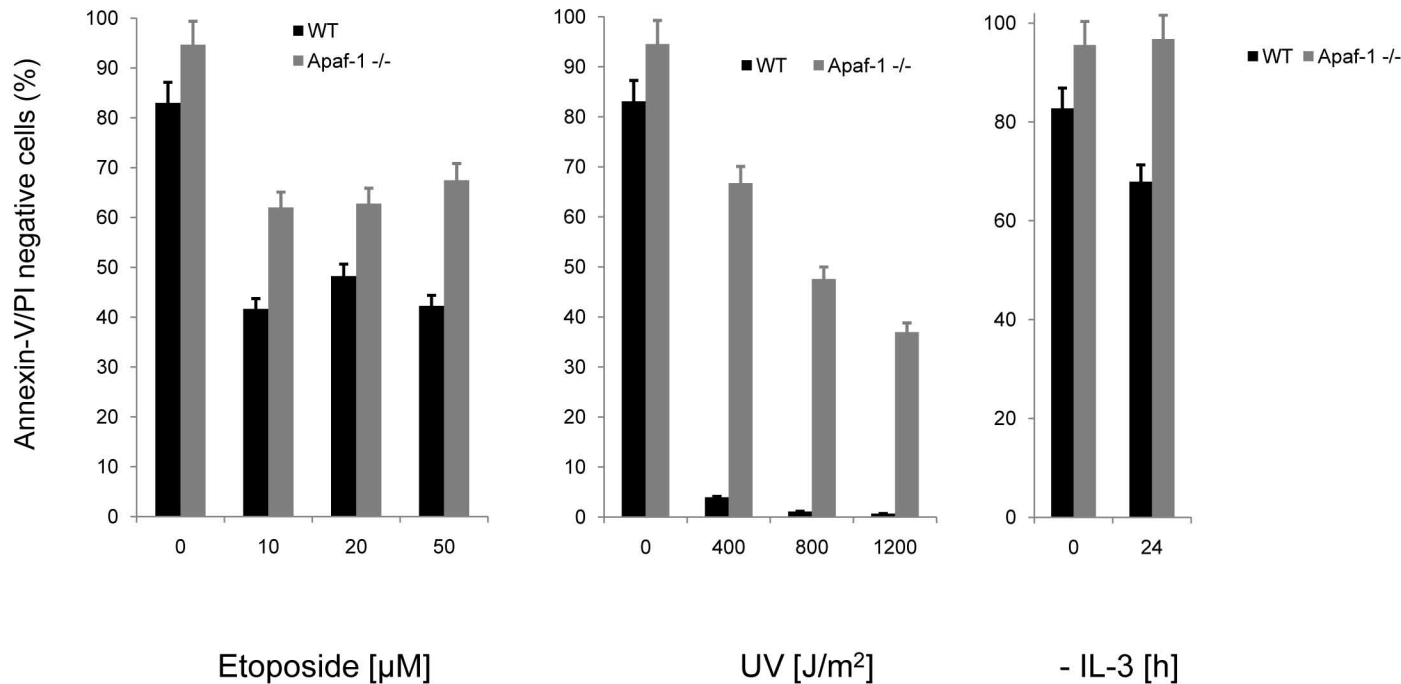 Annexin-V/PI negative cells (%)
100
90
80
70
60
50
40
30
20
10
0
WT
Apaf-1 -/-
0 10 20 50
Etoposide [µM]
100
90
80
70
60
50
40
30
20
10
0
WT Apaf-1 -/-
0 400 800 1200
UV [J/m²]
100
80
60
40
20
0
WT Apaf-1 -/-
0 24
- IL-3 [h]